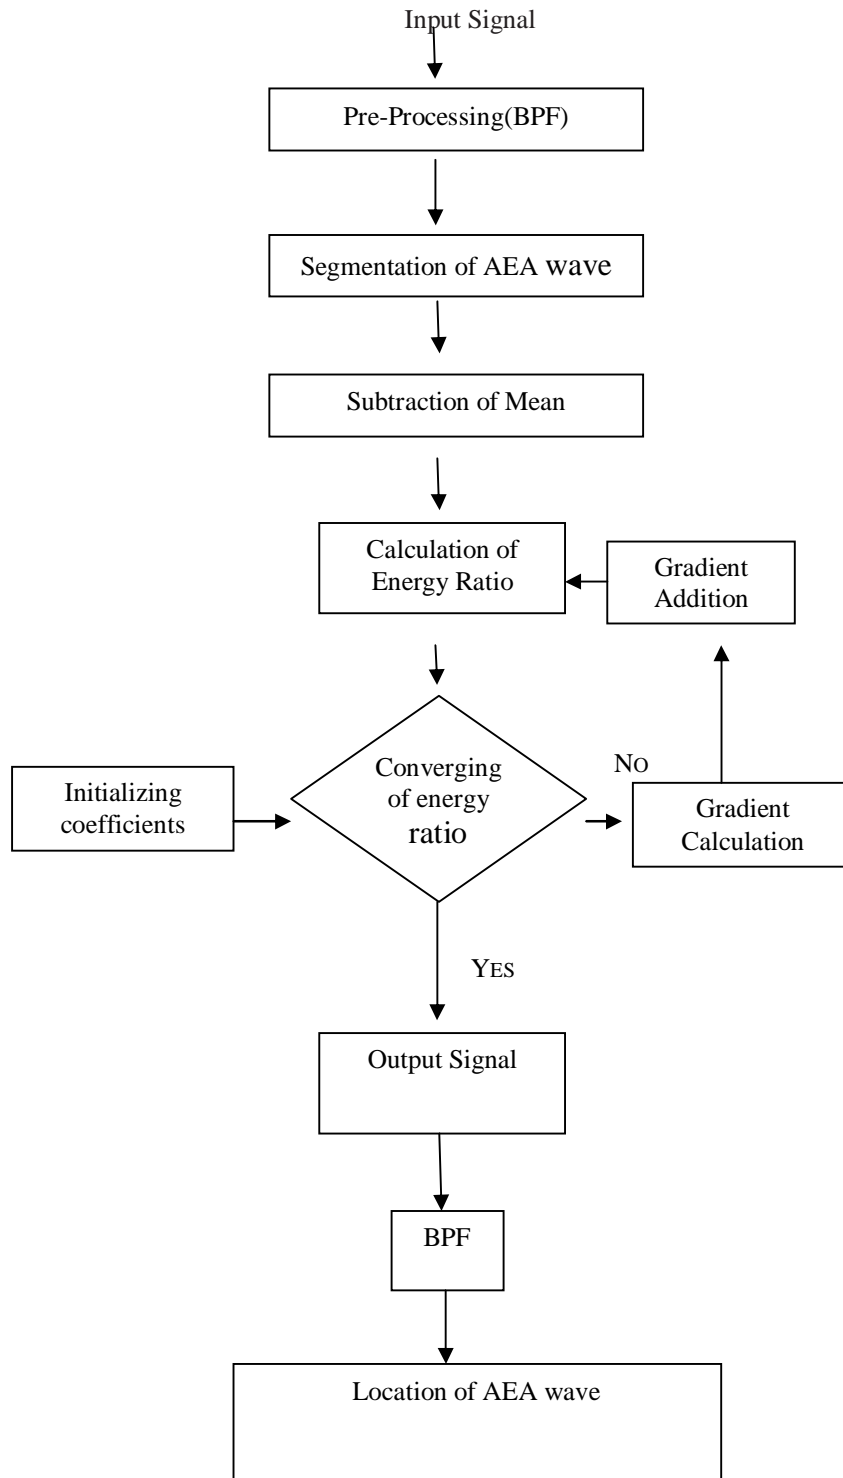 Input Signal
Pre-Processing(BPF)
Segmentation of AEA wave
Subtraction of Mean
Calculation of
Energy Ratio
Gradient
Addition
Initializing
coefficients
Converging
of energy
ratio
NO
Gradient
Calculation
YES
Output Signal
BPF
Location of AEA wave